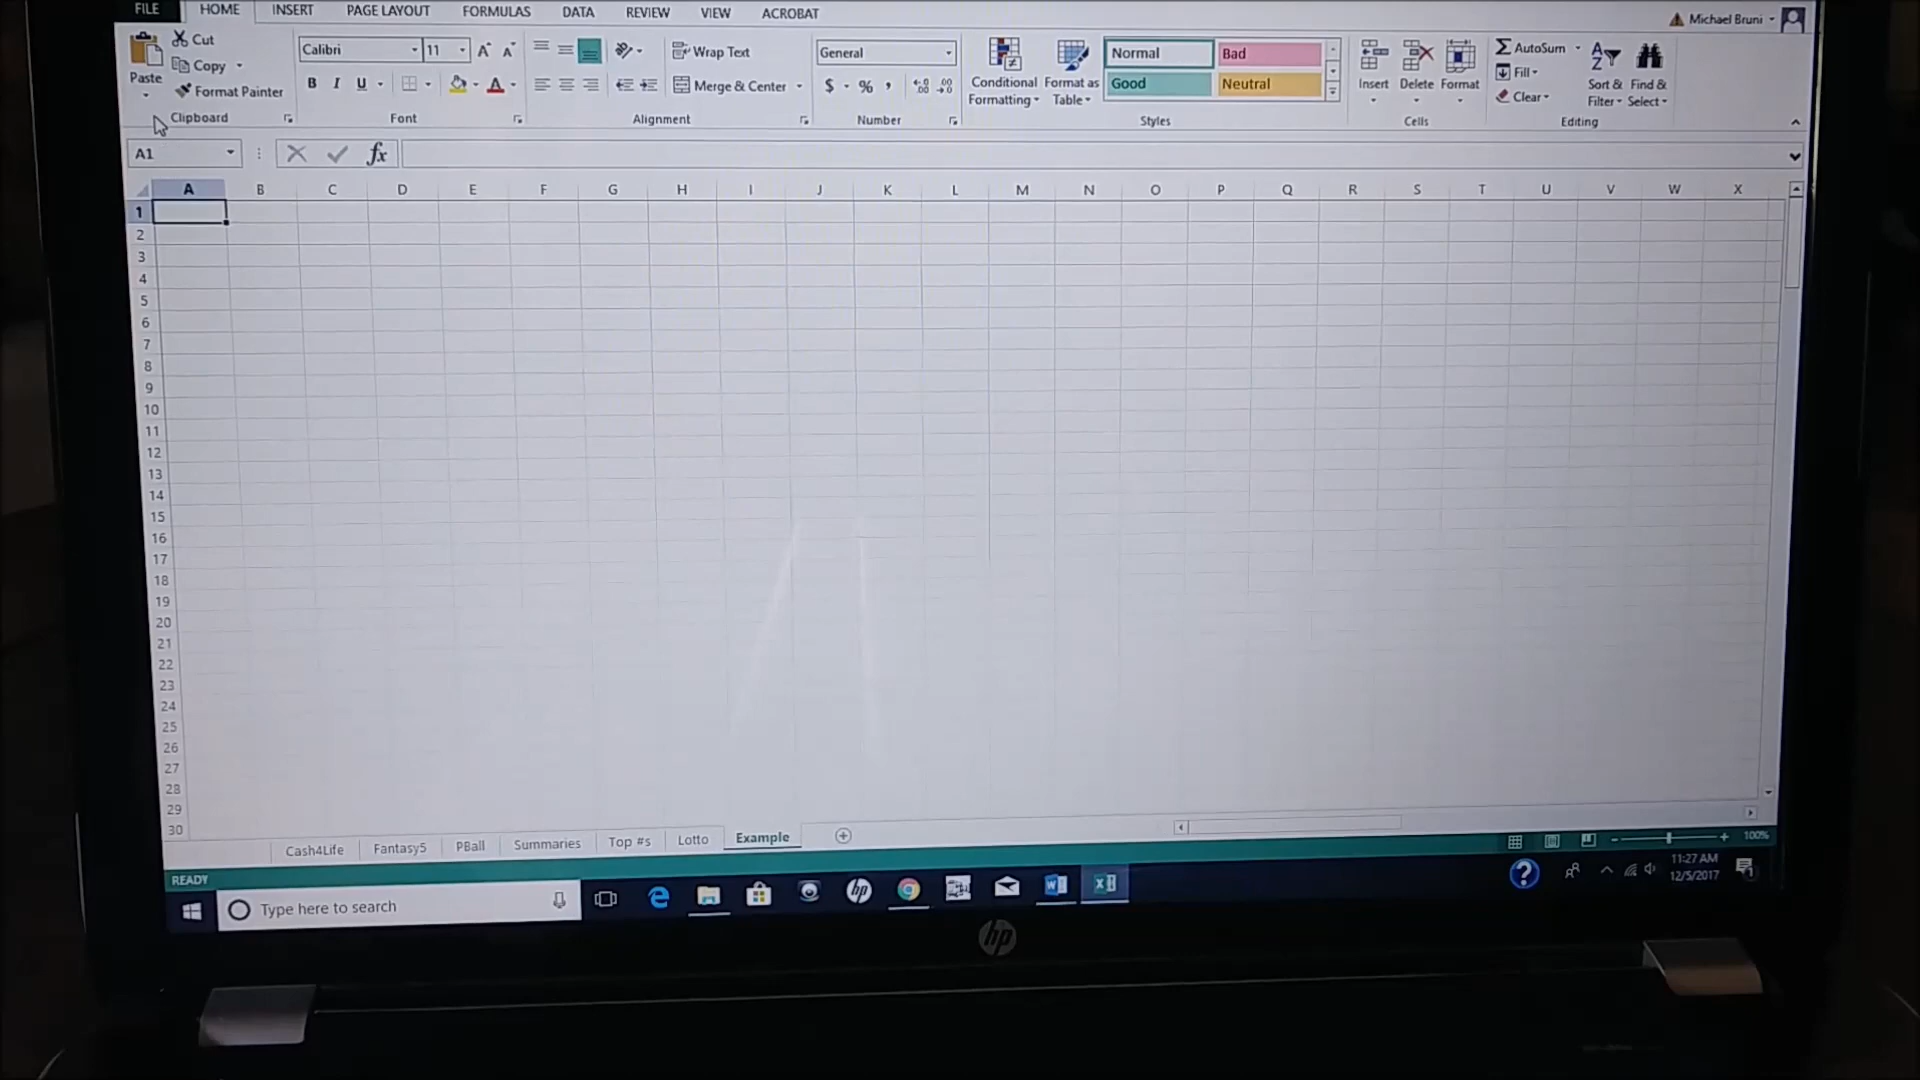 FILE HOME INSERT PAGE LAYOUT FORMULAS DATA REVIEW VIEW ACROBAT Michael Bruni
Paste Cut
Copy
Format Painter
Clipboard
Calibri 11
B I U A
Font
Wrap Text
Merge & Center
Alignment
General
$ % ,
Number
Conditional Formatting
Format as Table
Normal Bad
Good Neutral
Styles
Insert Delete Format
Cells
AutoSum
Fill
Clear
Sort & Filter
Find & Select
Editing
A1 fx
A B C D E F G H I J K L M N O P Q R S T U V W X
1
2
3
4
5
6
7
8
9
10
11
12
13
14
15
16
17
18
19
20
21
22
23
24
25
26
27
28
29
30
Cash4Life Fantasy5 PBall Summaries Top #s Lotto Example
READY 100%
Type here to search
11:27 AM
12/5/2017
hp